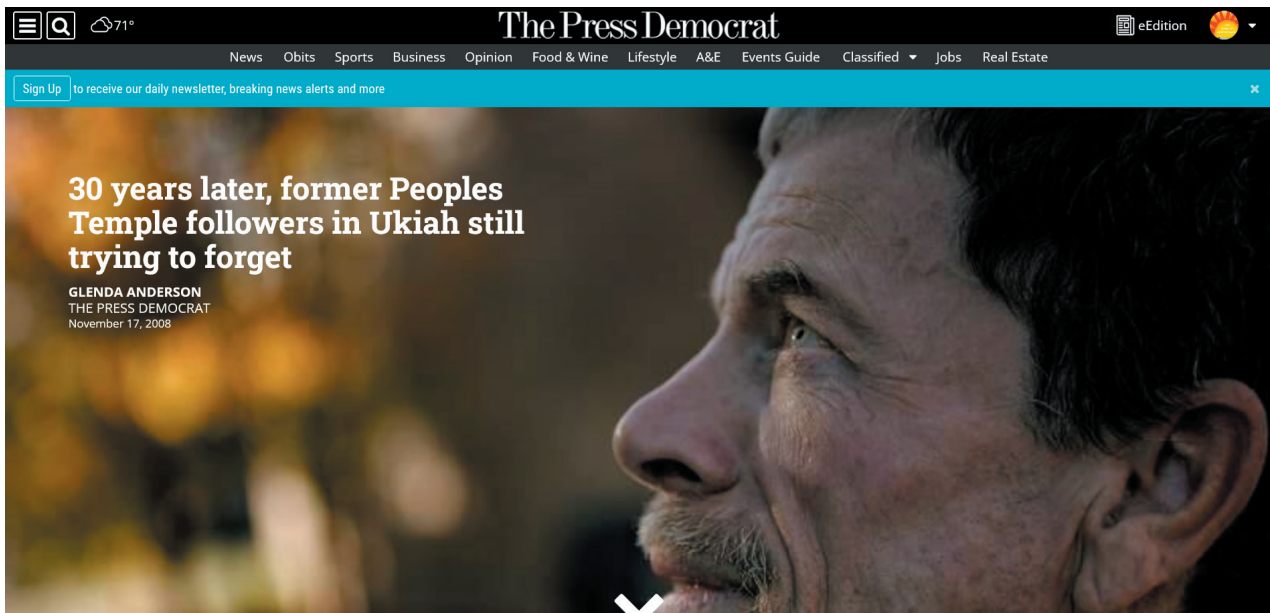 71°
The Press Democrat
eEdition
News Obits Sports Business Opinion Food & Wine Lifestyle A&E Events Guide Classified Jobs Real Estate
Sign Up to receive our daily newsletter, breaking news alerts and more
30 years later, former Peoples
Temple followers in Ukiah still
trying to forget
GLENDA ANDERSON
THE PRESS DEMOCRAT
November 17, 2008